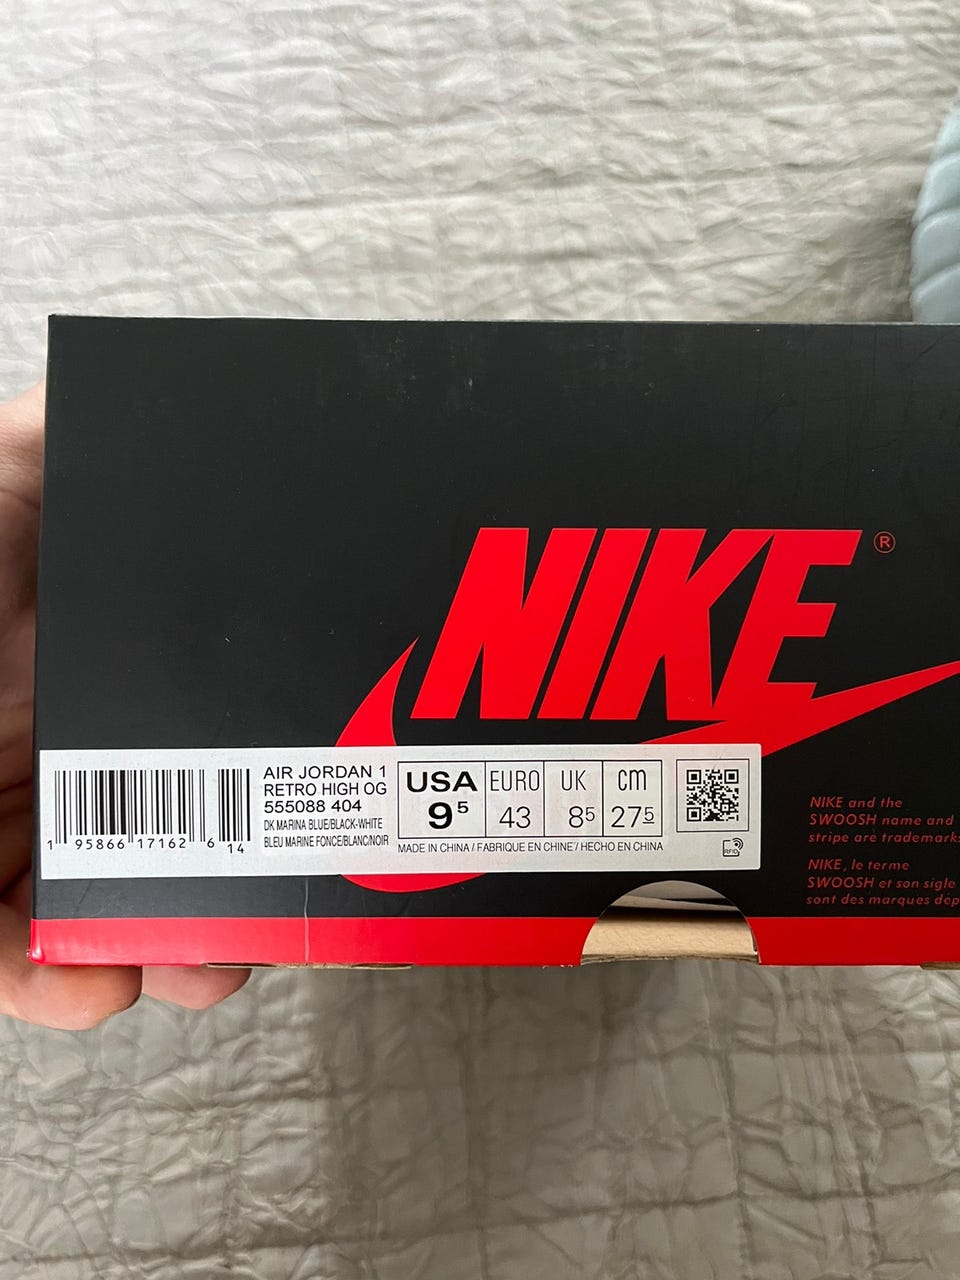 NIKE ®
AIR JORDAN 1
RETRO HIGH OG
555088 404
DK MARINA BLUE/BLACK-WHITE
BLEU MARINE FONCE/BLANC/NOIR
USA EURO UK cm
9⁵ 43 8⁵ 27⁵
MADE IN CHINA / FABRIQUE EN CHINE / HECHO EN CHINA
1 95866 17162 6 14
RFID
NIKE and the
SWOOSH name and
stripe are trademarks
NIKE, le terme
SWOOSH et son sigle
sont des marques dép